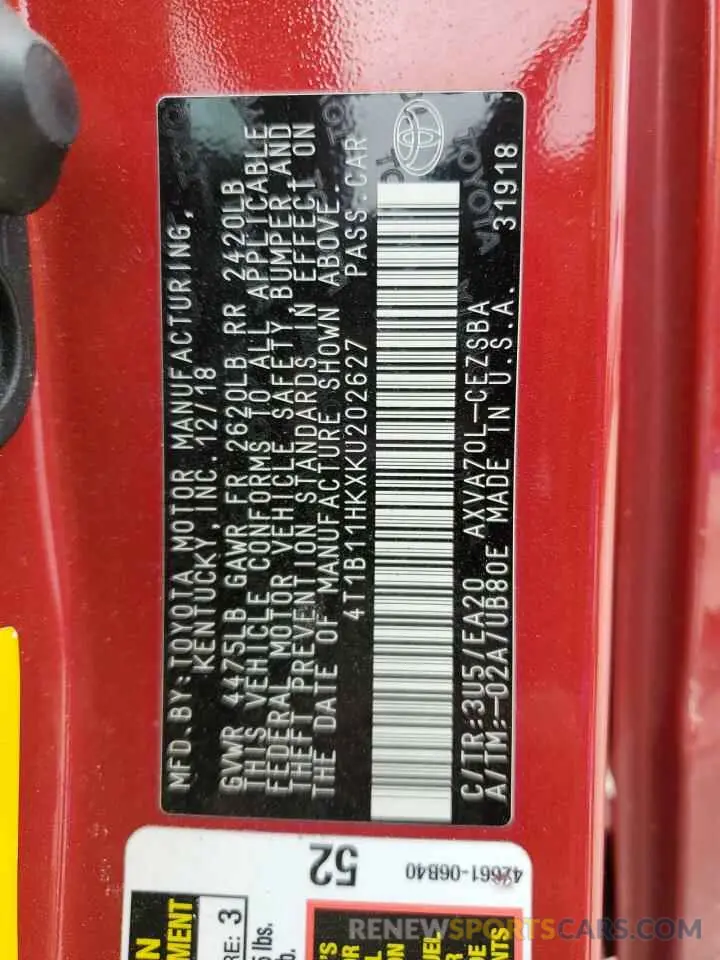 MFD.BY:TOYOTA MOTOR MANUFACTURING,
KENTUCKY,INC.12/18
GVWR 4475LB GAWR FR 2620LB RR 2420LB
THIS VEHICLE CONFORMS TO ALL APPLICABLE
FEDERAL MOTOR VEHICLE SAFETY,BUMPER,AND
THEFT PREVENTION STANDARDS IN EFFECT ON
THE DATE OF MANUFACTURE SHOWN ABOVE.
4T1B11HKXKU202627 PASS.CAR
C/TR:3U5/EA20 AXVA70L-CEZSBA
A/TM:-02A/UB80E MADE IN U.S.A. 31918
TOYOTA
52
42661-06B40
RE: 3
RENEWSPORTSCARS.COM